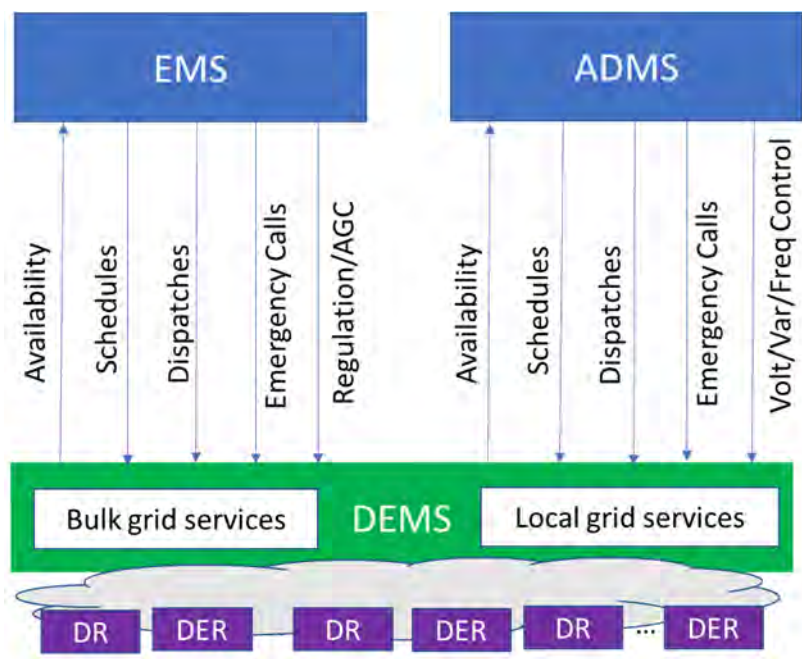 EMS
ADMS
Availability
Schedules
Dispatches
Emergency Calls
Regulation/AGC
Availability
Schedules
Dispatches
Emergency Calls
Volt/Var/Freq Control
Bulk grid services
DEMS
Local grid services
DR
DER
DR
DER
DR
...
DER